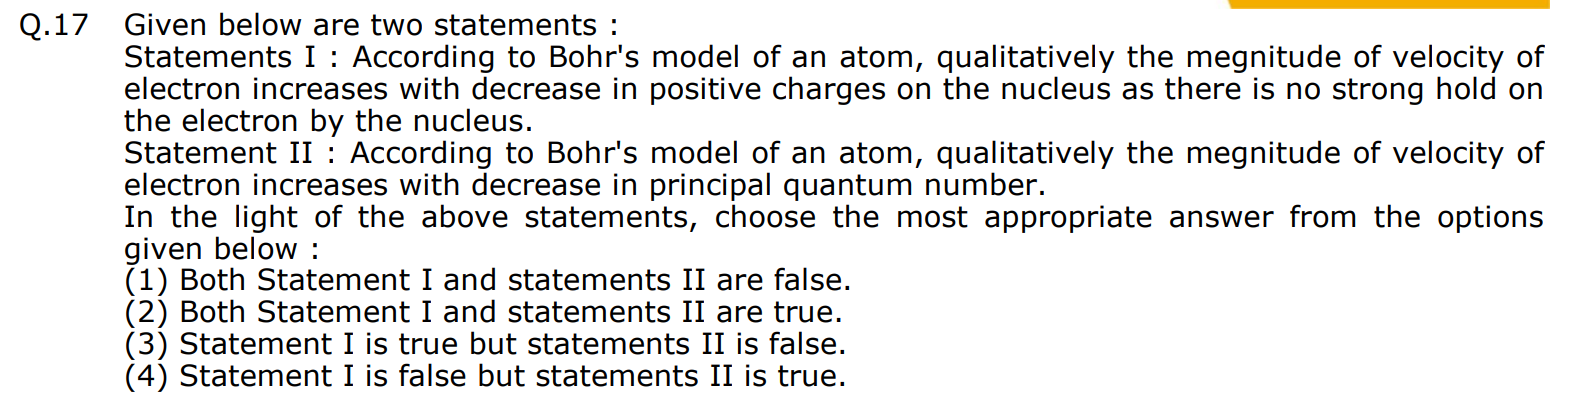 Q.17 Given below are two statements :
Statements I : According to Bohr's model of an atom, qualitatively the megnitude of velocity of
electron increases with decrease in positive charges on the nucleus as there is no strong hold on
the electron by the nucleus.
Statement II : According to Bohr's model of an atom, qualitatively the megnitude of velocity of
electron increases with decrease in principal quantum number.
In the light of the above statements, choose the most appropriate answer from the options
given below :
(1) Both Statement I and statements II are false.
(2) Both Statement I and statements II are true.
(3) Statement I is true but statements II is false.
(4) Statement I is false but statements II is true.